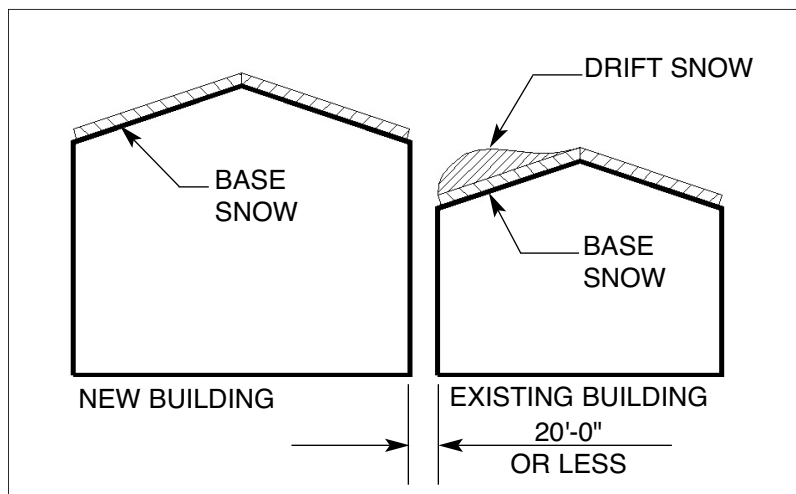 DRIFT SNOW
BASE
SNOW
BASE
SNOW
NEW BUILDING
EXISTING BUILDING
20'-0"
OR LESS